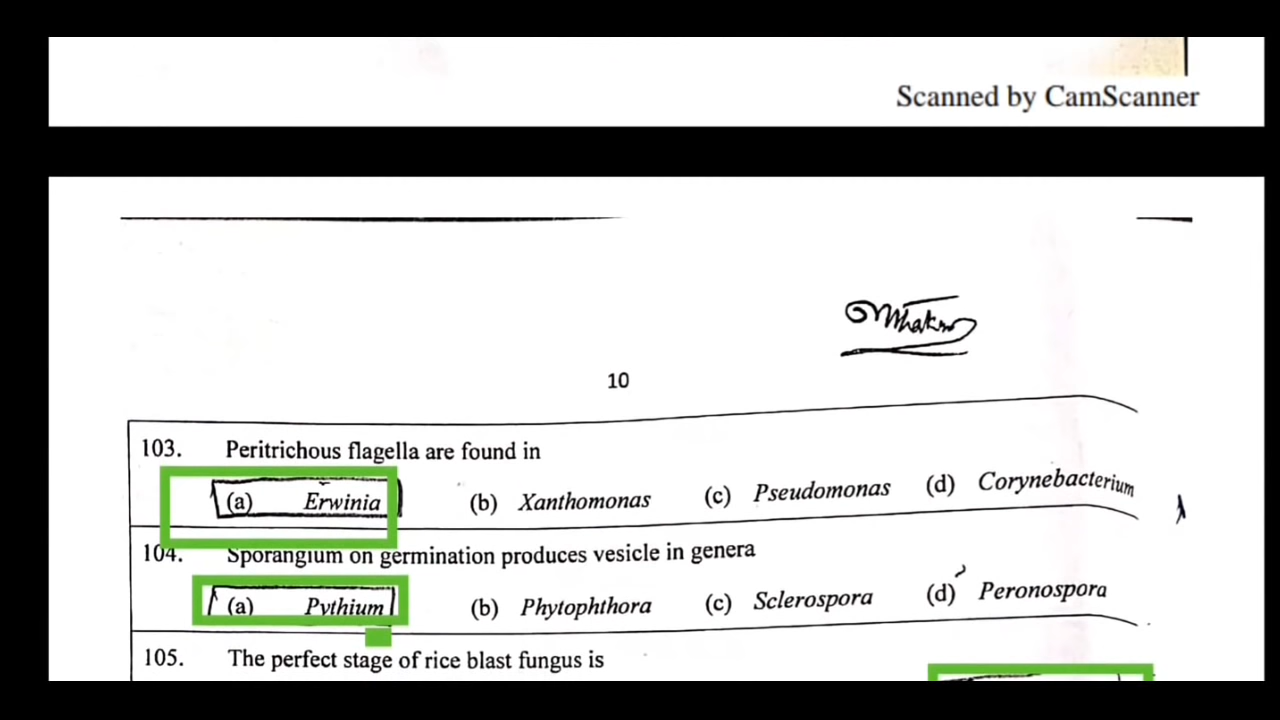 Scanned by CamScanner
10
103. Peritrichous flagella are found in
(a) Erwinia (b) Xanthomonas (c) Pseudomonas (d) Corynebacterium
104. Sporangium on germination produces vesicle in genera
(a) Pythium (b) Phytophthora (c) Sclerospora (d) Peronospora
105. The perfect stage of rice blast fungus is